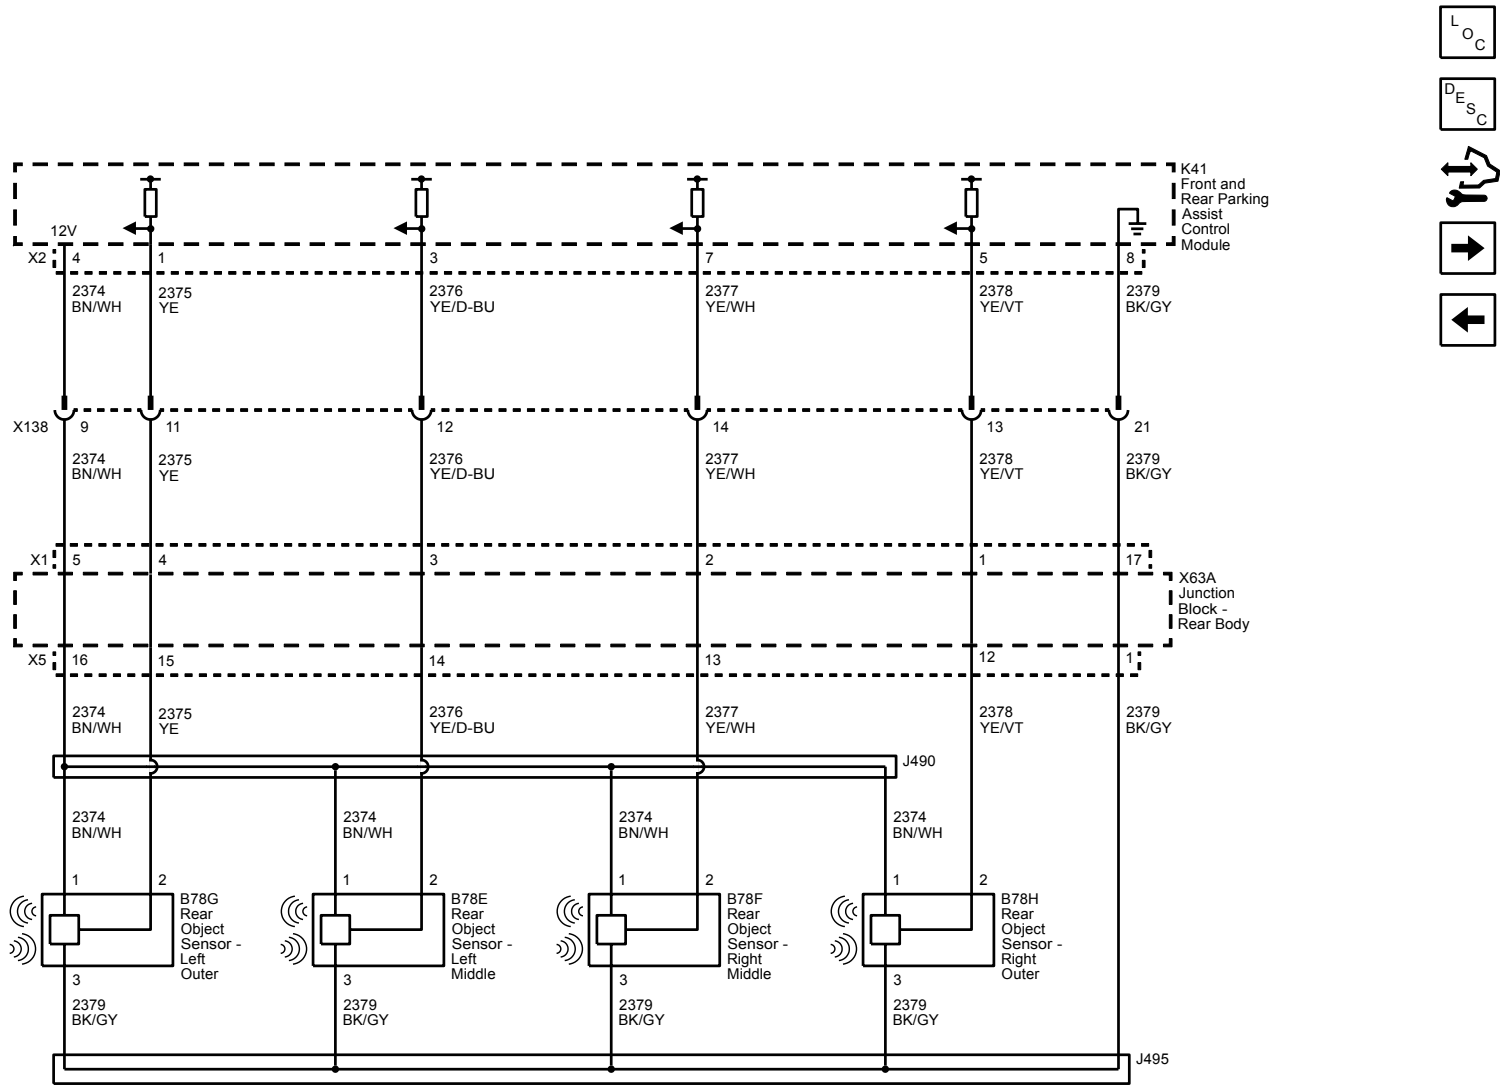 L
O
C
D
E
S
C
K41
Front and
Rear Parking
Assist
Control
Module
12V
X2 4 1 3 7 5 8
2374 2375 2376 2377 2378 2379
BN/WH YE YE/D-BU YE/WH YE/VT BK/GY
X138 9 11 12 14 13 21
2374 2375 2376 2377 2378 2379
BN/WH YE YE/D-BU YE/WH YE/VT BK/GY
X1 5 4 3 2 1 17
X63A
Junction
Block -
Rear Body
X5 16 15 14 13 12 1
2374 2375 2376 2377 2378 2379
BN/WH YE YE/D-BU YE/WH YE/VT BK/GY
J490
2374 2374 2374 2374
BN/WH BN/WH BN/WH BN/WH
1 2 1 2 1 2 1 2
B78G
Rear
Object
Sensor -
Left
Outer
B78E
Rear
Object
Sensor -
Left
Middle
B78F
Rear
Object
Sensor -
Right
Middle
B78H
Rear
Object
Sensor -
Right
Outer
3 3 3 3
2379 2379 2379 2379
BK/GY BK/GY BK/GY BK/GY
J495